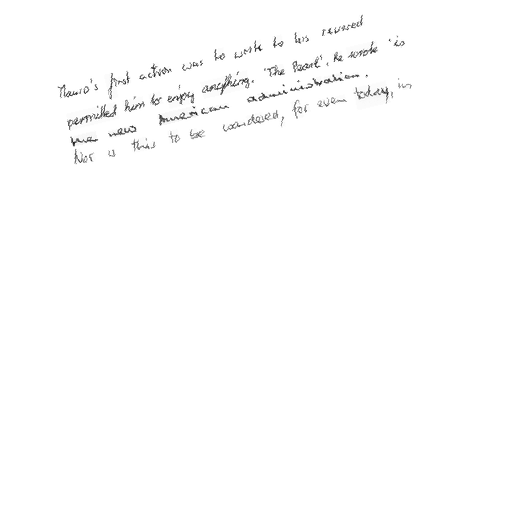 Mauro's first action was to write to his revered
permitted him to enjoy anything. 'The Pearl', he wrote 'is
the new American administration.
Nor is this to be wondered, for even today, in